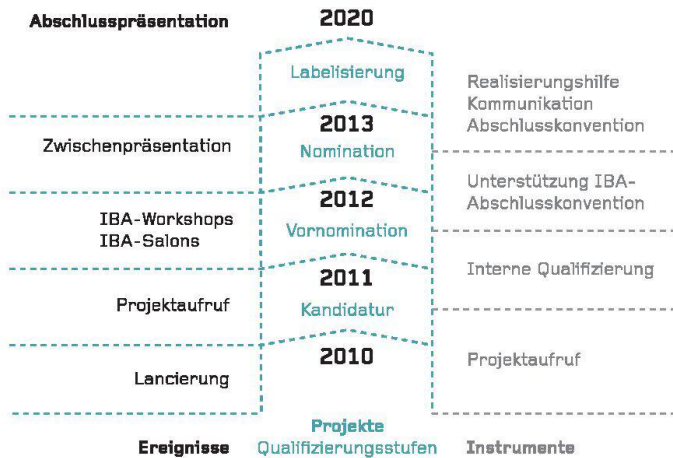 Abschlusspräsentation
2020
Labelisierung
Realisierungshilfe
Kommunikation
Abschlusskonvention
2013
Zwischenpräsentation
Nomination
Unterstützung IBA-
Abschlusskonvention
2012
IBA-Workshops
IBA-Salons
Vornomination
Interne Qualifizierung
2011
Projektaufruf
Kandidatur
2010
Projektaufruf
Lancierung
Projekte
Ereignisse
Qualifizierungsstufen
Instrumente